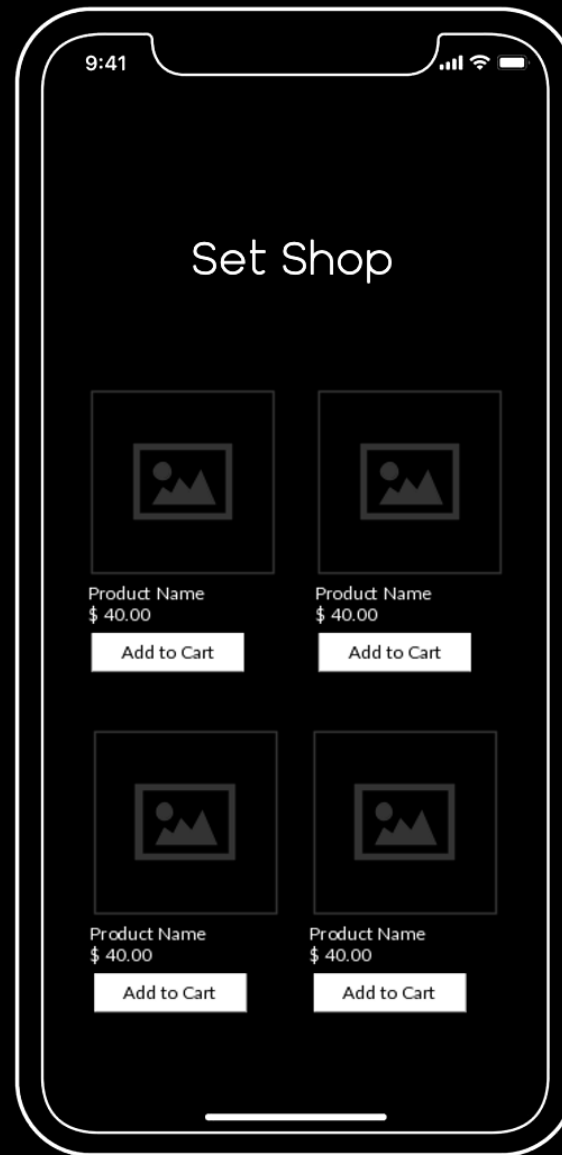 9:41
Set Shop
Product Name
$ 40.00
Add to Cart
Product Name
$ 40.00
Add to Cart
Product Name
$ 40.00
Add to Cart
Product Name
$ 40.00
Add to Cart